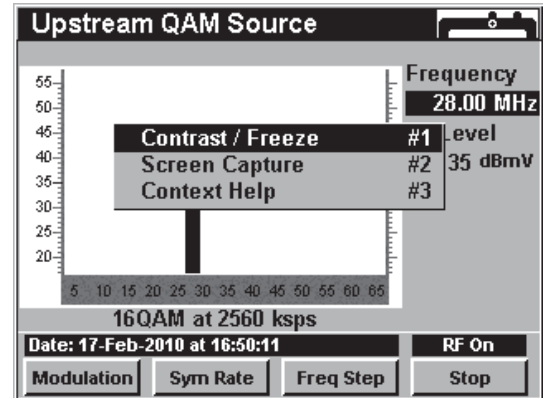 Upstream QAM Source
Frequency
28.00 MHz
Level
35 dBmV
55
50
45
40
35
30
25
20
Contrast / Freeze #1
Screen Capture #2
Context Help #3
5 10 15 20 25 30 35 40 45 50 55 60 65
16QAM at 2560 ksps
Date: 17-Feb-2010 at 16:50:11 RF On
Modulation Sym Rate Freq Step Stop